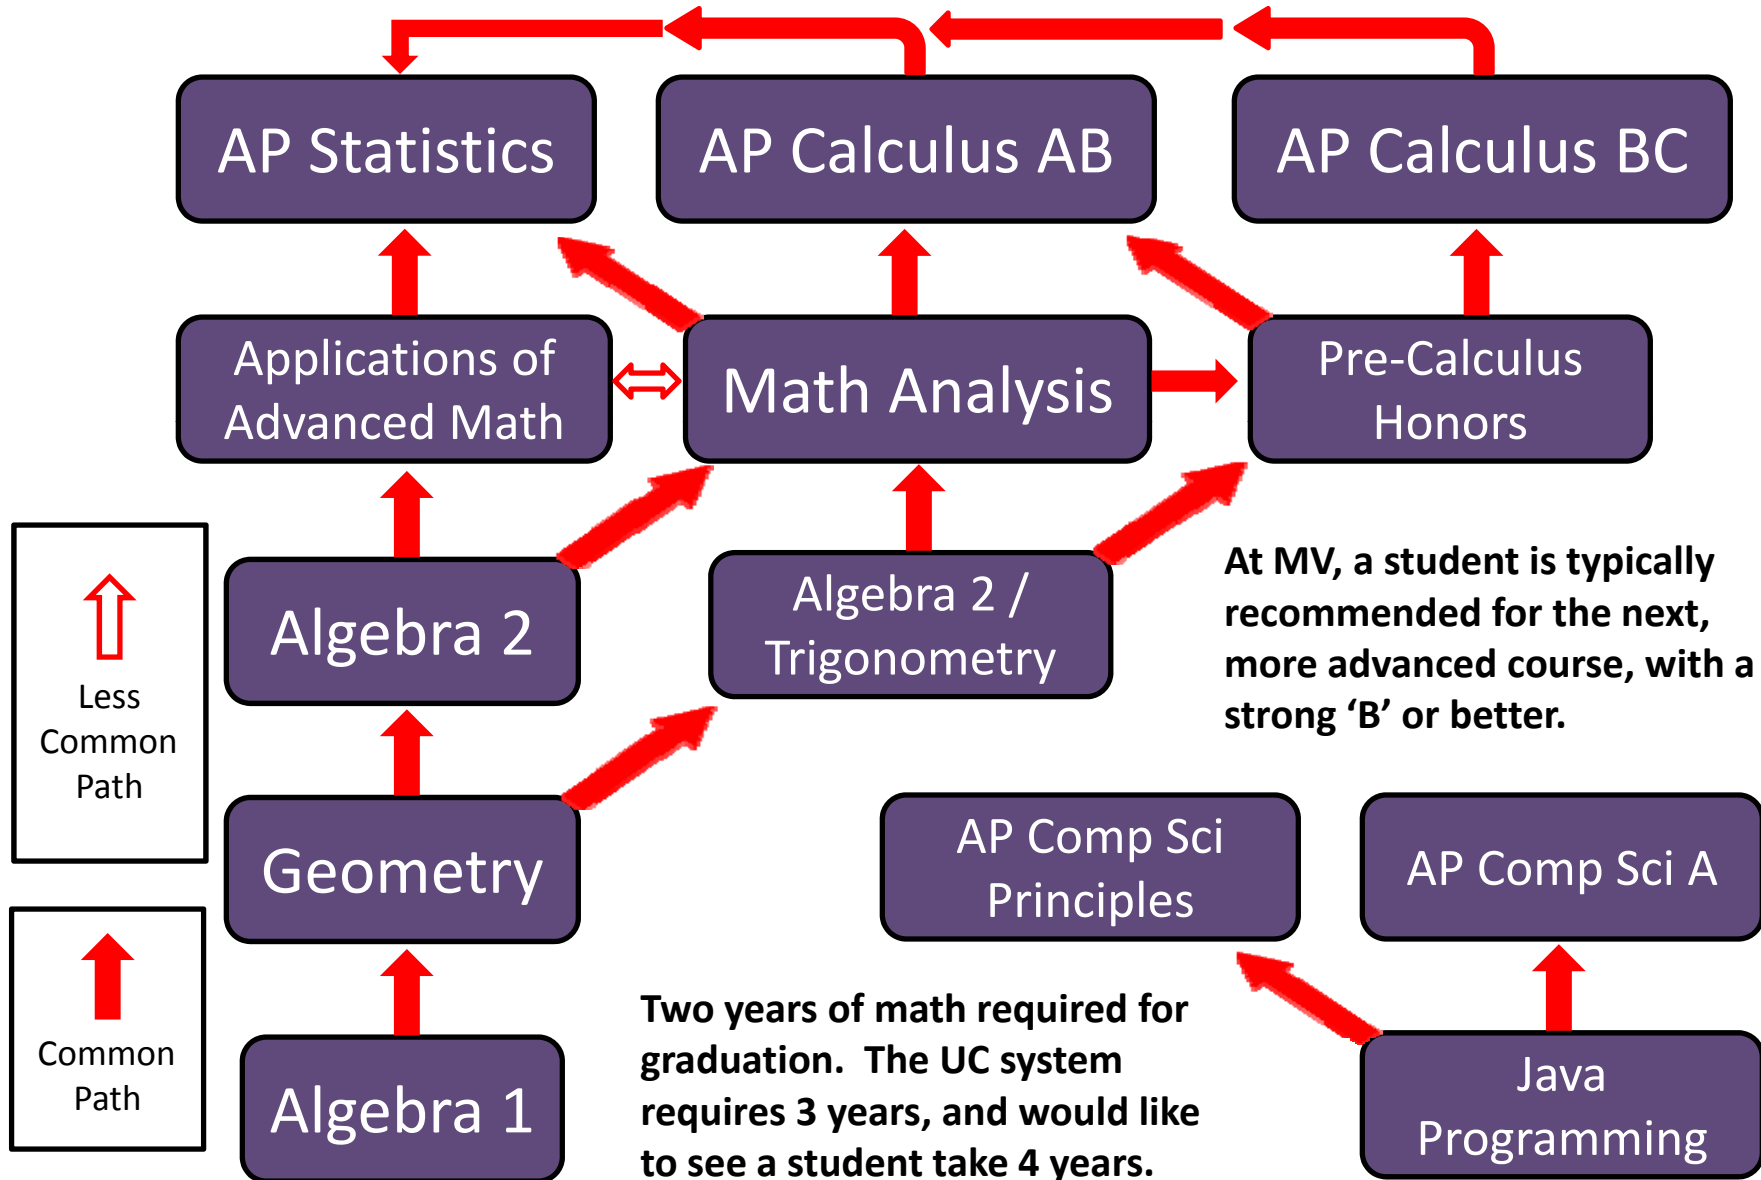 AP Statistics
AP Calculus AB
AP Calculus BC
Applications of
Advanced Math
Math Analysis
Pre-Calculus
Honors
Less
Common
Path
Algebra 2
Algebra 2 /
Trigonometry
At MV, a student is typically
recommended for the next,
more advanced course, with a
strong ‘B’ or better.
Common
Path
Geometry
AP Comp Sci
Principles
AP Comp Sci A
Algebra 1
Two years of math required for
graduation.  The UC system
requires 3 years, and would like
to see a student take 4 years.
Java
Programming